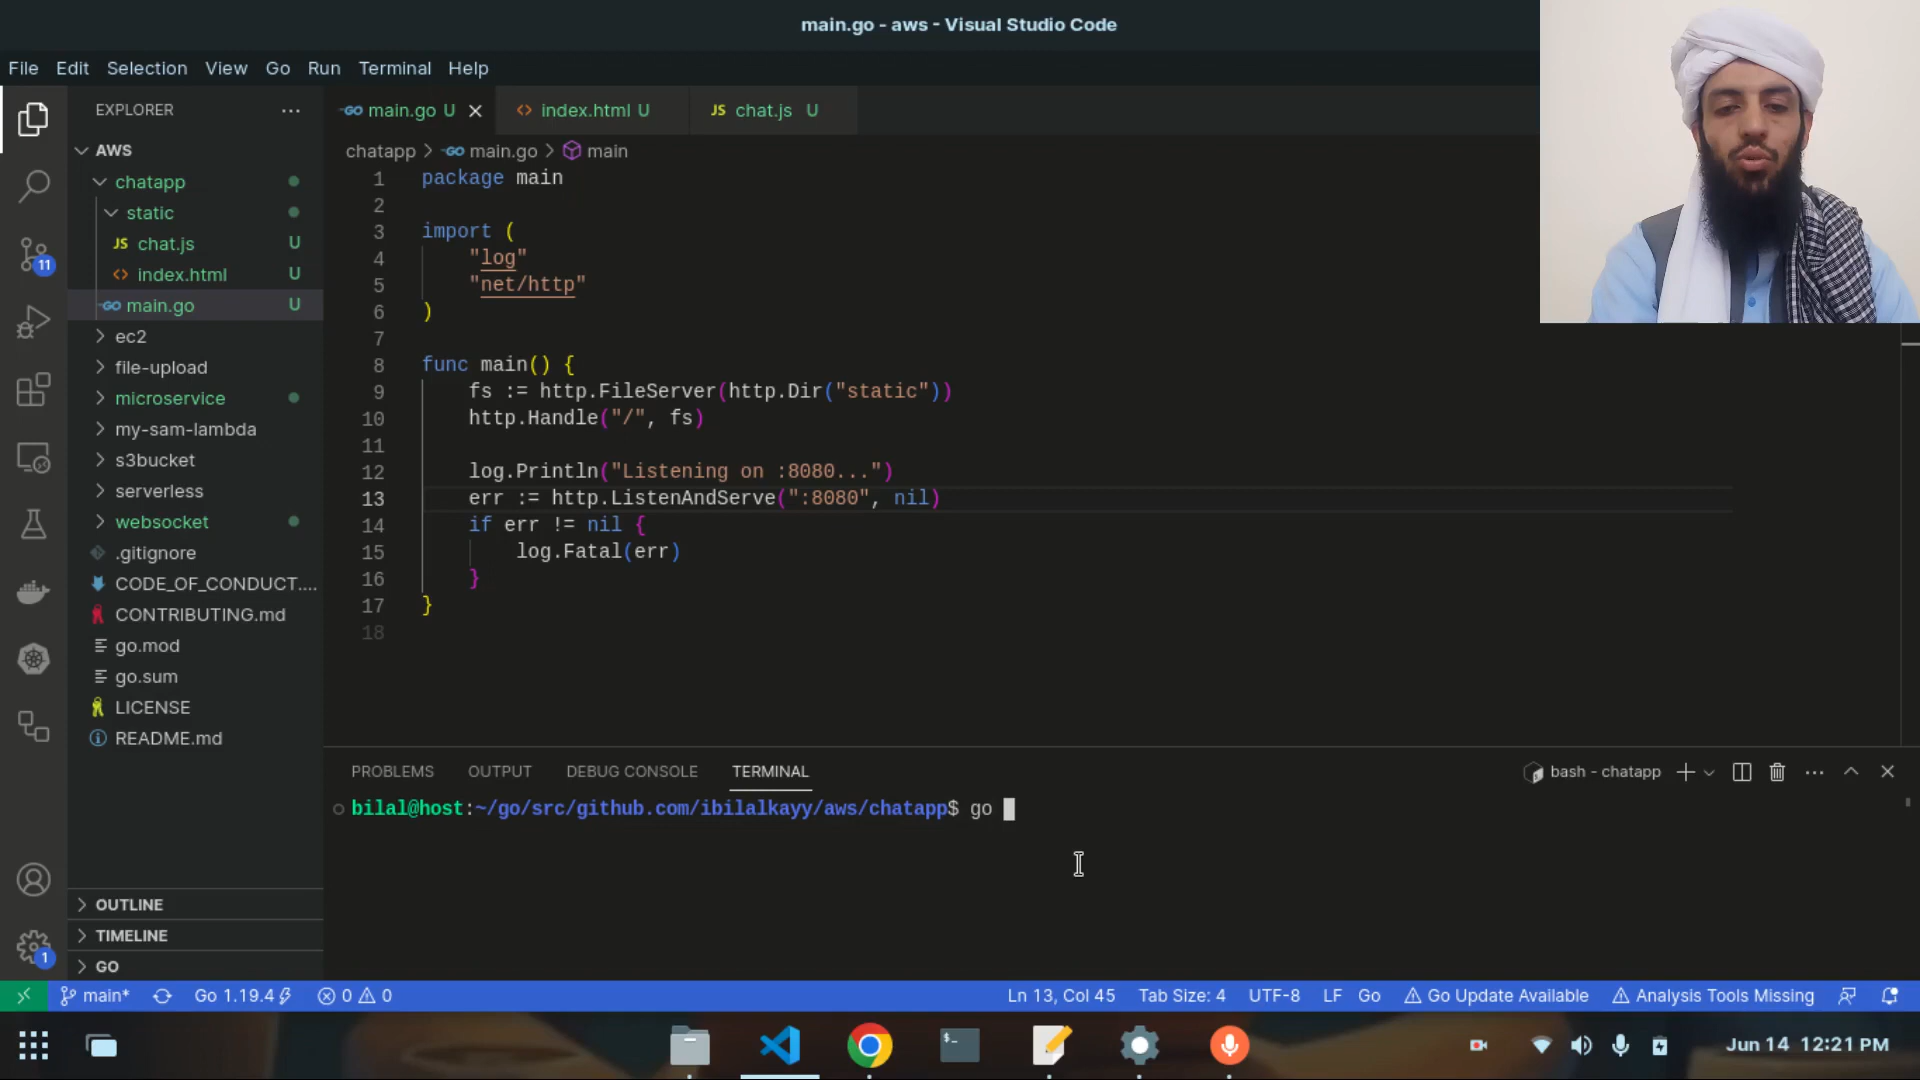 main.go - aws - Visual Studio Code
File Edit Selection View Go Run Terminal Help
EXPLORER
AWS
chatapp
static
JS chat.js U
<> index.html U
GO main.go U
ec2
file-upload
microservice
my-sam-lambda
s3bucket
serverless
websocket
.gitignore
CODE_OF_CONDUCT....
CONTRIBUTING.md
go.mod
go.sum
LICENSE
README.md
OUTLINE
TIMELINE
GO
11
1
GO main.go U <> index.html U JS chat.js U
chatapp > GO main.go > main
1 package main
2
3 import (
4 "log"
5 "net/http"
6 )
7
8 func main() {
9 fs := http.FileServer(http.Dir("static"))
10 http.Handle("/", fs)
11
12 log.Println("Listening on :8080...")
13 err := http.ListenAndServe(":8080", nil)
14 if err != nil {
15 log.Fatal(err)
16 }
17 }
18
PROBLEMS OUTPUT DEBUG CONSOLE TERMINAL bash - chatapp
bilal@host:~/go/src/github.com/ibilalkayy/aws/chatapp$ go
main* Go 1.19.4 0 0 Ln 13, Col 45 Tab Size: 4 UTF-8 LF Go Go Update Available Analysis Tools Missing
Jun 14 12:21 PM